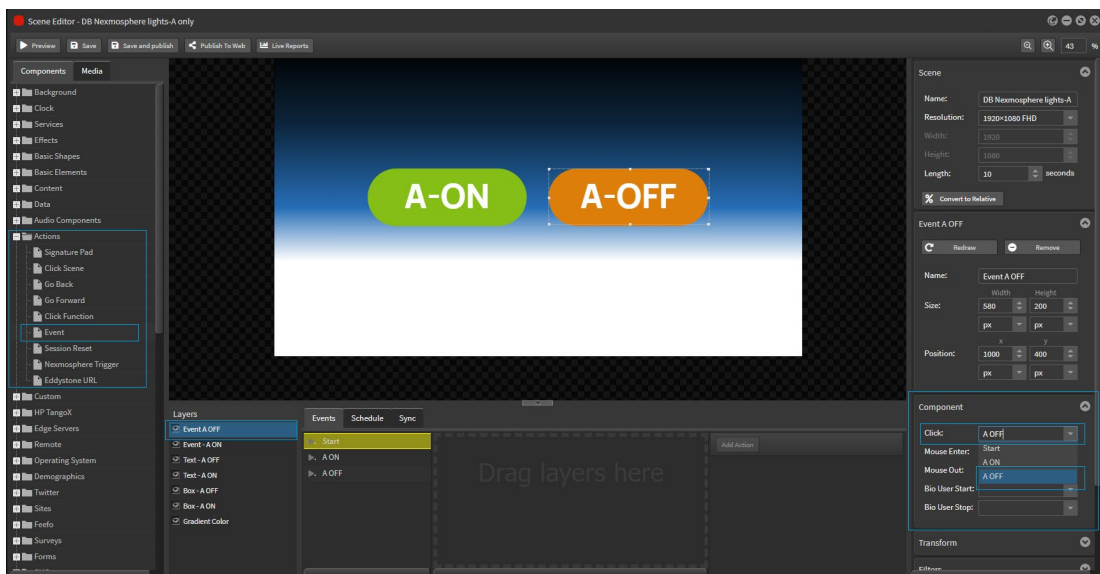 Scene Editor - DB Nexmosphere lights-A only
Preview Save Save and publish Publish To Web Live Reports 43 %
Components Media
Background
Clock
Services
Effects
Basic Shapes
Basic Elements
Content
Data
Audio Components
Actions
Signature Pad
Click Scene
Go Back
Go Forward
Click Function
Event
Session Reset
Nexmosphere Trigger
Eddystone URL
Custom
HP TangoX
Edge Servers
Remote
Operating System
Demographics
Twitter
Sites
Feefo
Surveys
Forms
A-ON A-OFF
Layers
Event A OFF
Event - A ON
Text - A OFF
Text - A ON
Box - A OFF
Box - A ON
Gradient Color
Events Schedule Sync
Start
A ON
A OFF
Drag layers here
Add Action
Scene
Name: DB Nexmosphere lights-A
Resolution: 1920×1080 FHD
Width: 1920
Height: 1080
Length: 10 seconds
Convert to Relative
Event A OFF
Redraw Remove
Name: Event A OFF
Width Height
Size: 580 200
px px
x y
Position: 1000 400
px px
Component
Click: A OFF
Mouse Enter: Start
A ON
Mouse Out: A OFF
Bio User Start:
Bio User Stop:
Transform
Filters